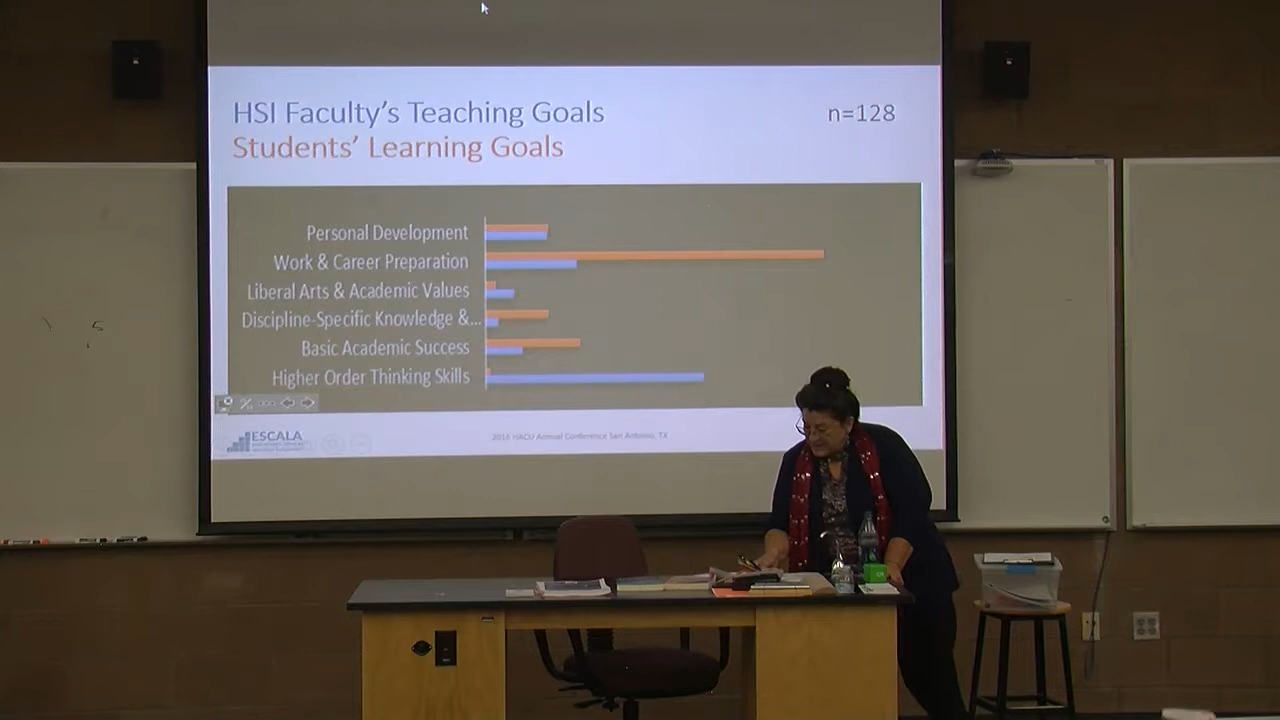 HSI Faculty's Teaching Goals
n=128
Students' Learning Goals
Personal Development
Work & Career Preparation
Liberal Arts & Academic Values
Discipline-Specific Knowledge &...
Basic Academic Success
Higher Order Thinking Skills
ESCALA
2016 HACU Annual Conference San Antonio, TX
5